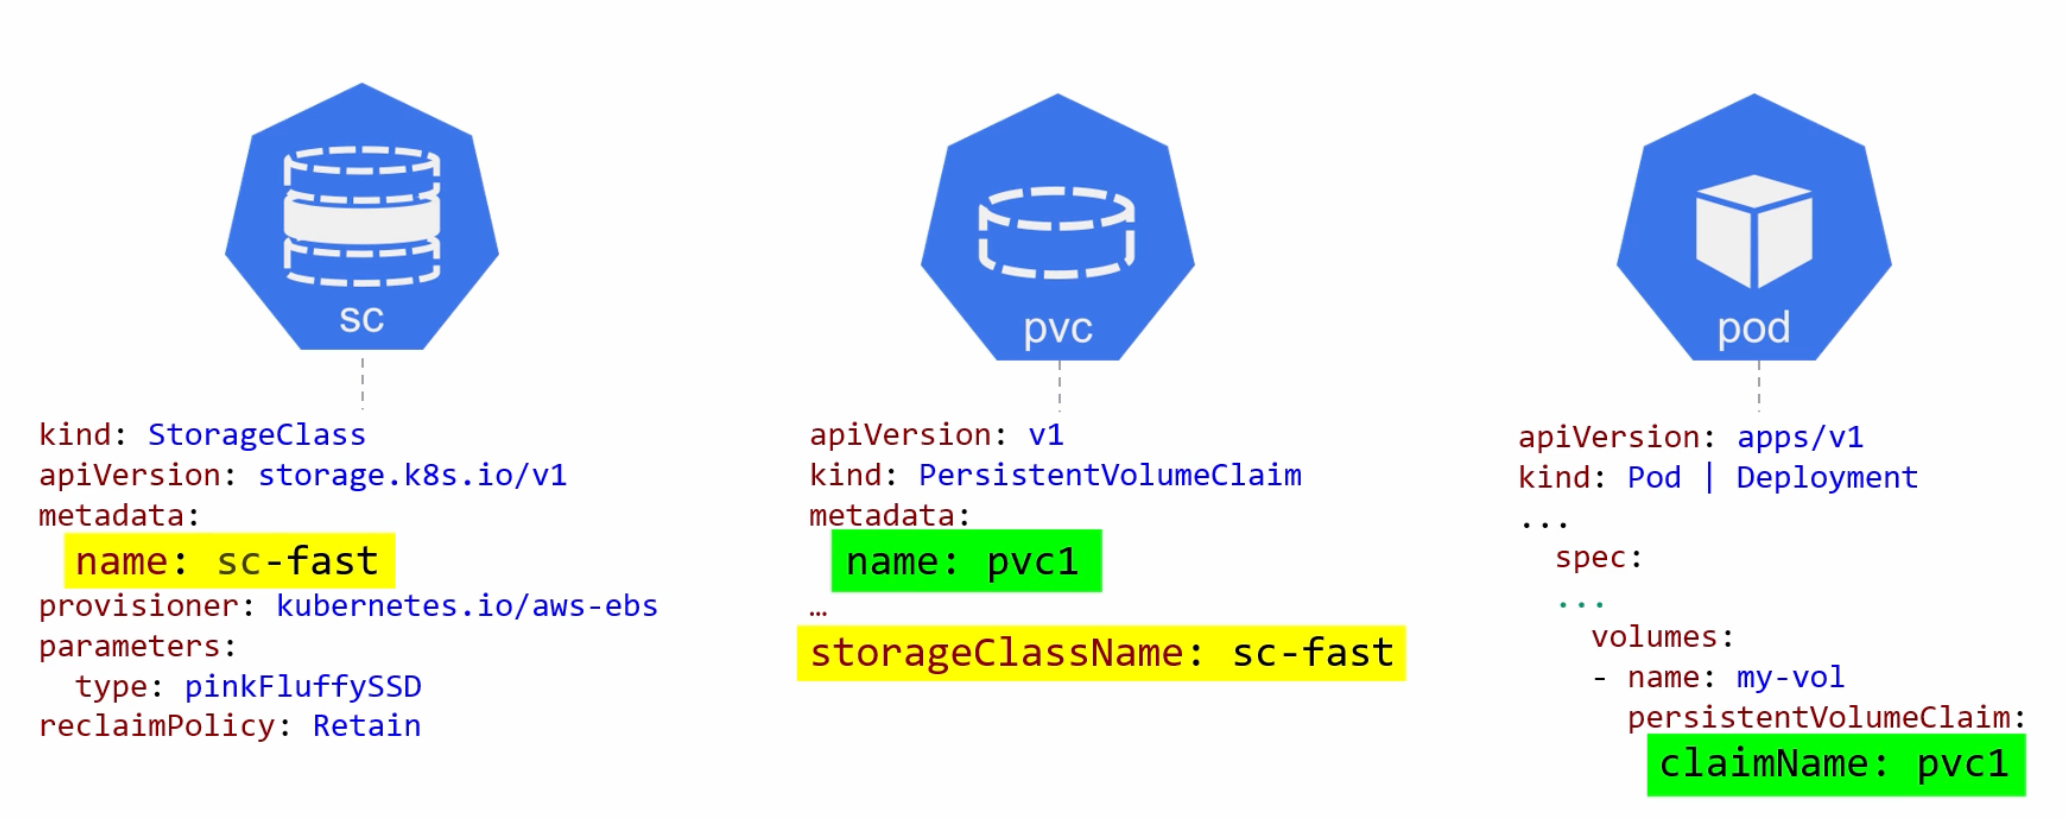 sc
kind: StorageClass
apiVersion: storage.k8s.io/v1
metadata:
name: sc-fast
provisioner: kubernetes.io/aws-ebs
parameters:
type: pinkFluffySSD
reclaimPolicy: Retain
pvc
apiVersion: v1
kind: PersistentVolumeClaim
metadata:
name: pvc1
…
storageClassName: sc-fast
pod
apiVersion: apps/v1
kind: Pod | Deployment
...
spec:
...
volumes:
- name: my-vol
persistentVolumeClaim:
claimName: pvc1